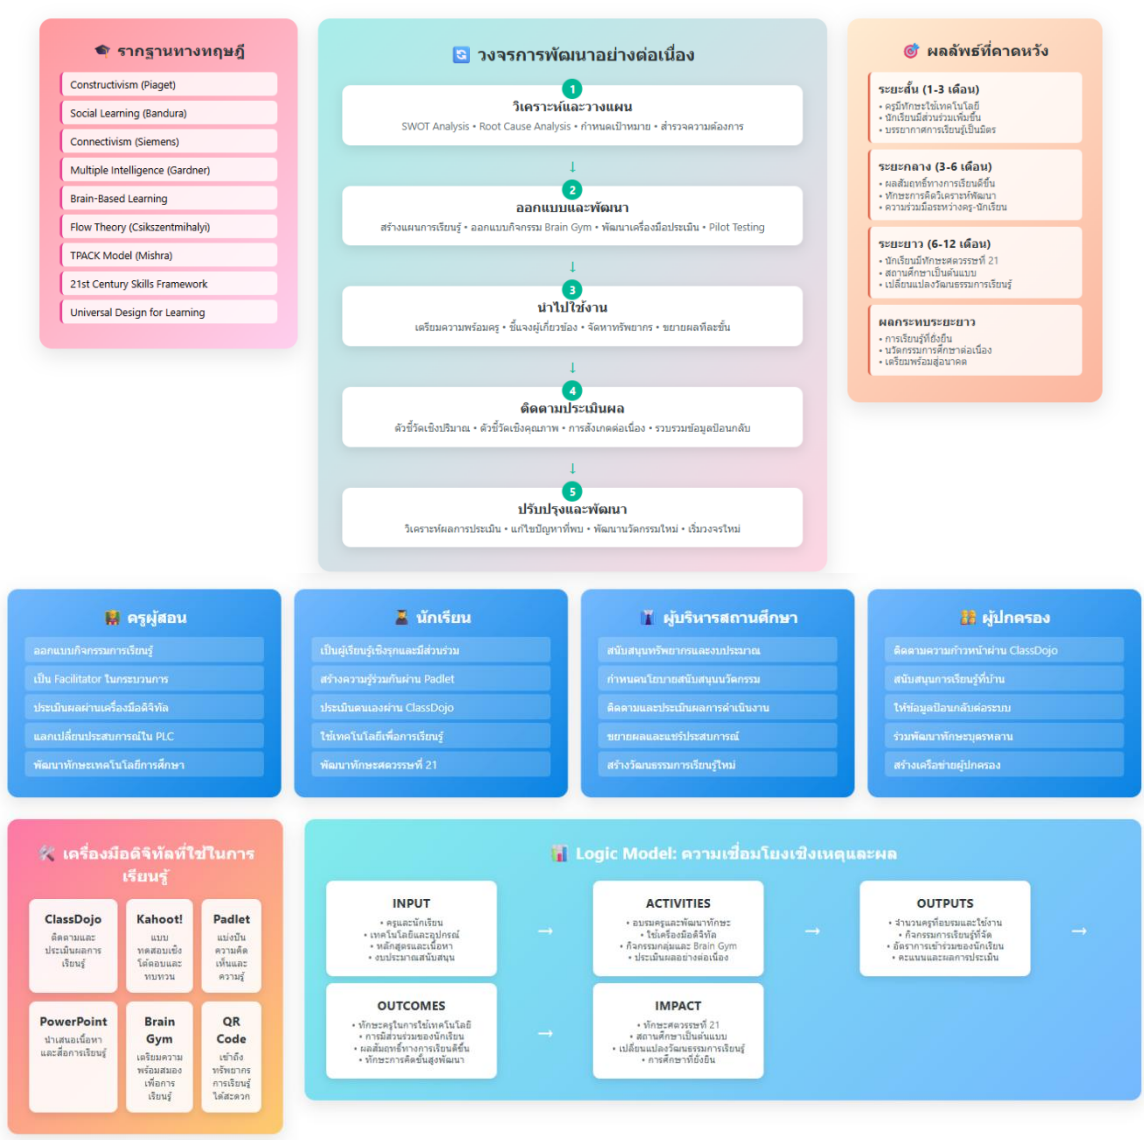 รากฐานทางทฤษฎี
Constructivism (Piaget)
Social Learning (Bandura)
Connectivism (Siemens)
Multiple Intelligence (Gardner)
Brain-Based Learning
Flow Theory (Csikszentmihalyi)
TPACK Model (Mishra)
21st Century Skills Framework
Universal Design for Learning
วงจรการพัฒนาอย่างต่อเนื่อง
1
วิเคราะห์และวางแผน
SWOT Analysis • Root Cause Analysis • กำหนดเป้าหมาย • สำรวจความต้องการ
↓
2
ออกแบบและพัฒนา
สร้างแผนการเรียนรู้ • ออกแบบกิจกรรม Brain Gym • พัฒนาเครื่องมือประเมิน • Pilot Testing
↓
3
นำไปใช้งาน
เตรียมความพร้อมครู • ชี้แจงผู้เกี่ยวข้อง • จัดหาทรัพยากร • ขยายผลทีละขั้น
↓
4
ติดตามประเมินผล
ตัวชี้วัดเชิงปริมาณ • ตัวชี้วัดเชิงคุณภาพ • การสังเกตต่อเนื่อง • รวบรวมข้อมูลป้อนกลับ
↓
5
ปรับปรุงและพัฒนา
วิเคราะห์ผลการประเมิน • แก้ไขปัญหาที่พบ • พัฒนานวัตกรรมใหม่ • เริ่มวงจรใหม่
ผลลัพธ์ที่คาดหวัง
ระยะสั้น (1-3 เดือน)
• ครูมีทักษะใช้เทคโนโลยี
• นักเรียนมีส่วนร่วมเพิ่มขึ้น
• บรรยากาศการเรียนรู้เป็นมิตร
ระยะกลาง (3-6 เดือน)
• ผลสัมฤทธิ์ทางการเรียนดีขึ้น
• ทักษะการคิดวิเคราะห์พัฒนา
• ความร่วมมือระหว่างครู-นักเรียน
ระยะยาว (6-12 เดือน)
• นักเรียนมีทักษะศตวรรษที่ 21
• สถานศึกษาเป็นต้นแบบ
• เปลี่ยนแปลงวัฒนธรรมการเรียนรู้
ผลกระทบระยะยาว
• การเรียนรู้ที่ยั่งยืน
• นวัตกรรมการศึกษาต่อเนื่อง
• เตรียมพร้อมสู่อนาคต
ครูผู้สอน
ออกแบบกิจกรรมการเรียนรู้
เป็น Facilitator ในกระบวนการ
ประเมินผลผ่านเครื่องมือดิจิทัล
แลกเปลี่ยนประสบการณ์ใน PLC
พัฒนาทักษะเทคโนโลยีการศึกษา
นักเรียน
เป็นผู้เรียนรู้เชิงรุกและมีส่วนร่วม
สร้างความรู้ร่วมกันผ่าน Padlet
ประเมินตนเองผ่าน ClassDojo
ใช้เทคโนโลยีเพื่อการเรียนรู้
พัฒนาทักษะศตวรรษที่ 21
ผู้บริหารสถานศึกษา
สนับสนุนทรัพยากรและงบประมาณ
กำหนดนโยบายสนับสนุนนวัตกรรม
ติดตามและประเมินผลการดำเนินงาน
ขยายผลและแชร์ประสบการณ์
สร้างวัฒนธรรมการเรียนรู้ใหม่
ผู้ปกครอง
ติดตามความก้าวหน้าผ่าน ClassDojo
สนับสนุนการเรียนรู้ที่บ้าน
ให้ข้อมูลป้อนกลับต่อระบบ
ร่วมพัฒนาทักษะบุตรหลาน
สร้างเครือข่ายผู้ปกครอง
เครื่องมือดิจิทัลที่ใช้ในการ
เรียนรู้
ClassDojo
ติดตามและ
ประเมินผลการ
เรียนรู้
Kahoot!
แบบ
ทดสอบเชิง
โต้ตอบและ
ทบทวน
Padlet
แบ่งปัน
ความคิด
เห็นและ
ความรู้
PowerPoint
นำเสนอเนื้อหา
และสื่อการเรียนรู้
Brain
Gym
เตรียมความ
พร้อมสมอง
เพื่อการ
เรียนรู้
QR
Code
เข้าถึง
ทรัพยากร
การเรียนรู้
ได้สะดวก
Logic Model: ความเชื่อมโยงเชิงเหตุและผล
INPUT
• ครูและนักเรียน
• เทคโนโลยีและอุปกรณ์
• หลักสูตรและเนื้อหา
• งบประมาณสนับสนุน
→
ACTIVITIES
• อบรมครูและพัฒนาทักษะ
• ใช้เครื่องมือดิจิทัล
• กิจกรรมกลุ่มและ Brain Gym
• ประเมินผลอย่างต่อเนื่อง
→
OUTPUTS
• จำนวนครูที่อบรมและใช้งาน
• กิจกรรมการเรียนรู้ที่จัด
• อัตราการเข้าร่วมของนักเรียน
• คะแนนและผลการประเมิน
→
OUTCOMES
• ทักษะครูในการใช้เทคโนโลยี
• การมีส่วนร่วมของนักเรียน
• ผลสัมฤทธิ์ทางการเรียนดีขึ้น
• ทักษะการคิดขั้นสูงพัฒนา
→
IMPACT
• ทักษะศตวรรษที่ 21
• สถานศึกษาเป็นต้นแบบ
• เปลี่ยนแปลงวัฒนธรรมการเรียนรู้
• การศึกษาที่ยั่งยืน